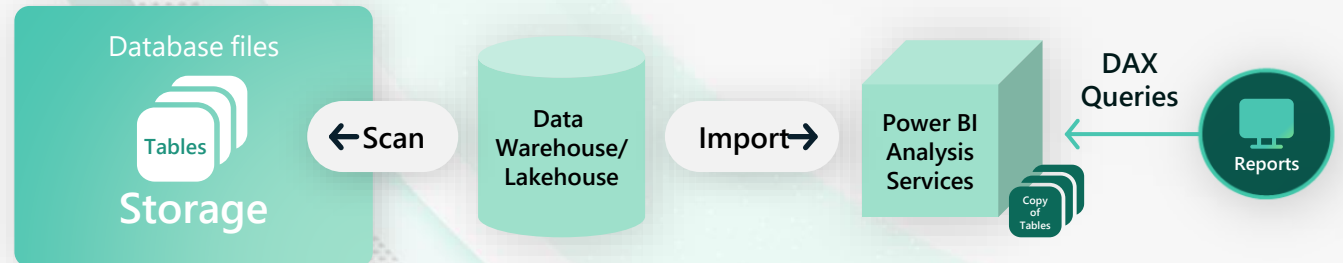 Database files
Tables
Storage
Scan
Data
Warehouse/
Lakehouse
Import
Power BI
Analysis
Services
Copy
of
Tables
DAX
Queries
Reports